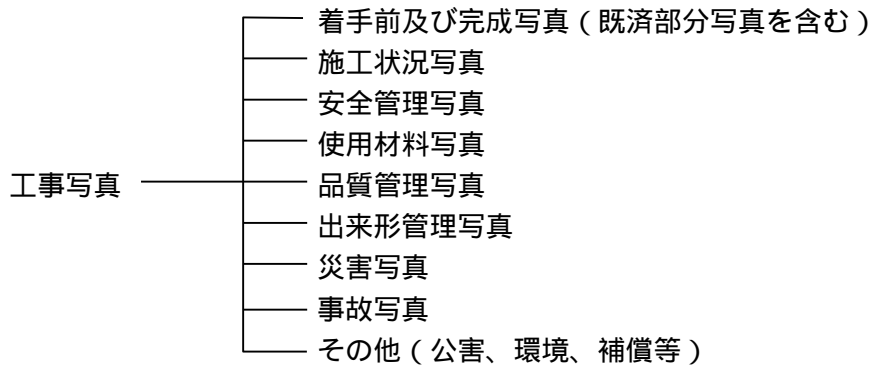 着手前及び完成写真（既済部分写真を含む）
施工状況写真
安全管理写真
使用材料写真
工事写真
品質管理写真
出来形管理写真
災害写真
事故写真
その他（公害、環境、補償等）